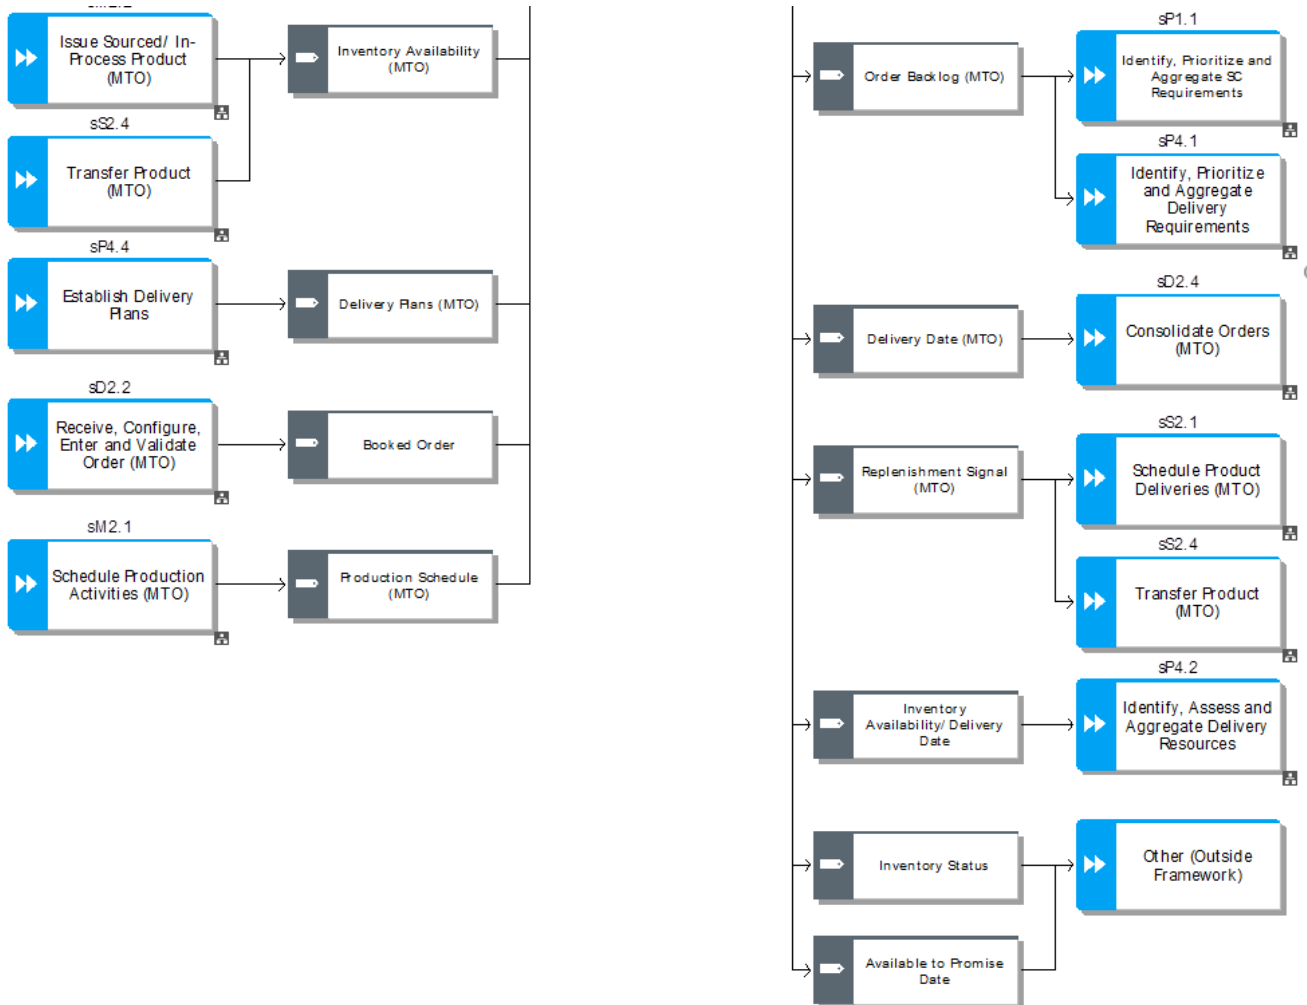 Issue Sourced/ In-
Process Product
(MTO)
Inventory Availability
(MTO)
sS2.4
Transfer Product
(MTO)
sP4.4
Establish Delivery
Plans
Delivery Plans (MTO)
sD2.2
Receive, Configure,
Enter and Validate
Order (MTO)
Booked Order
sM2.1
Schedule Production
Activities (MTO)
Production Schedule
(MTO)
sP1.1
Order Backlog (MTO)
Identify, Prioritize and
Aggregate SC
Requirements
sP4.1
Identify, Prioritize
and Aggregate
Delivery
Requirements
sD2.4
Delivery Date (MTO)
Consolidate Orders
(MTO)
sS2.1
Replenishment Signal
(MTO)
Schedule Product
Deliveries (MTO)
sS2.4
Transfer Product
(MTO)
sP4.2
Inventory
Availability/ Delivery
Date
Identify, Assess and
Aggregate Delivery
Resources
Inventory Status
Other (Outside
Framework)
Available to Promise
Date